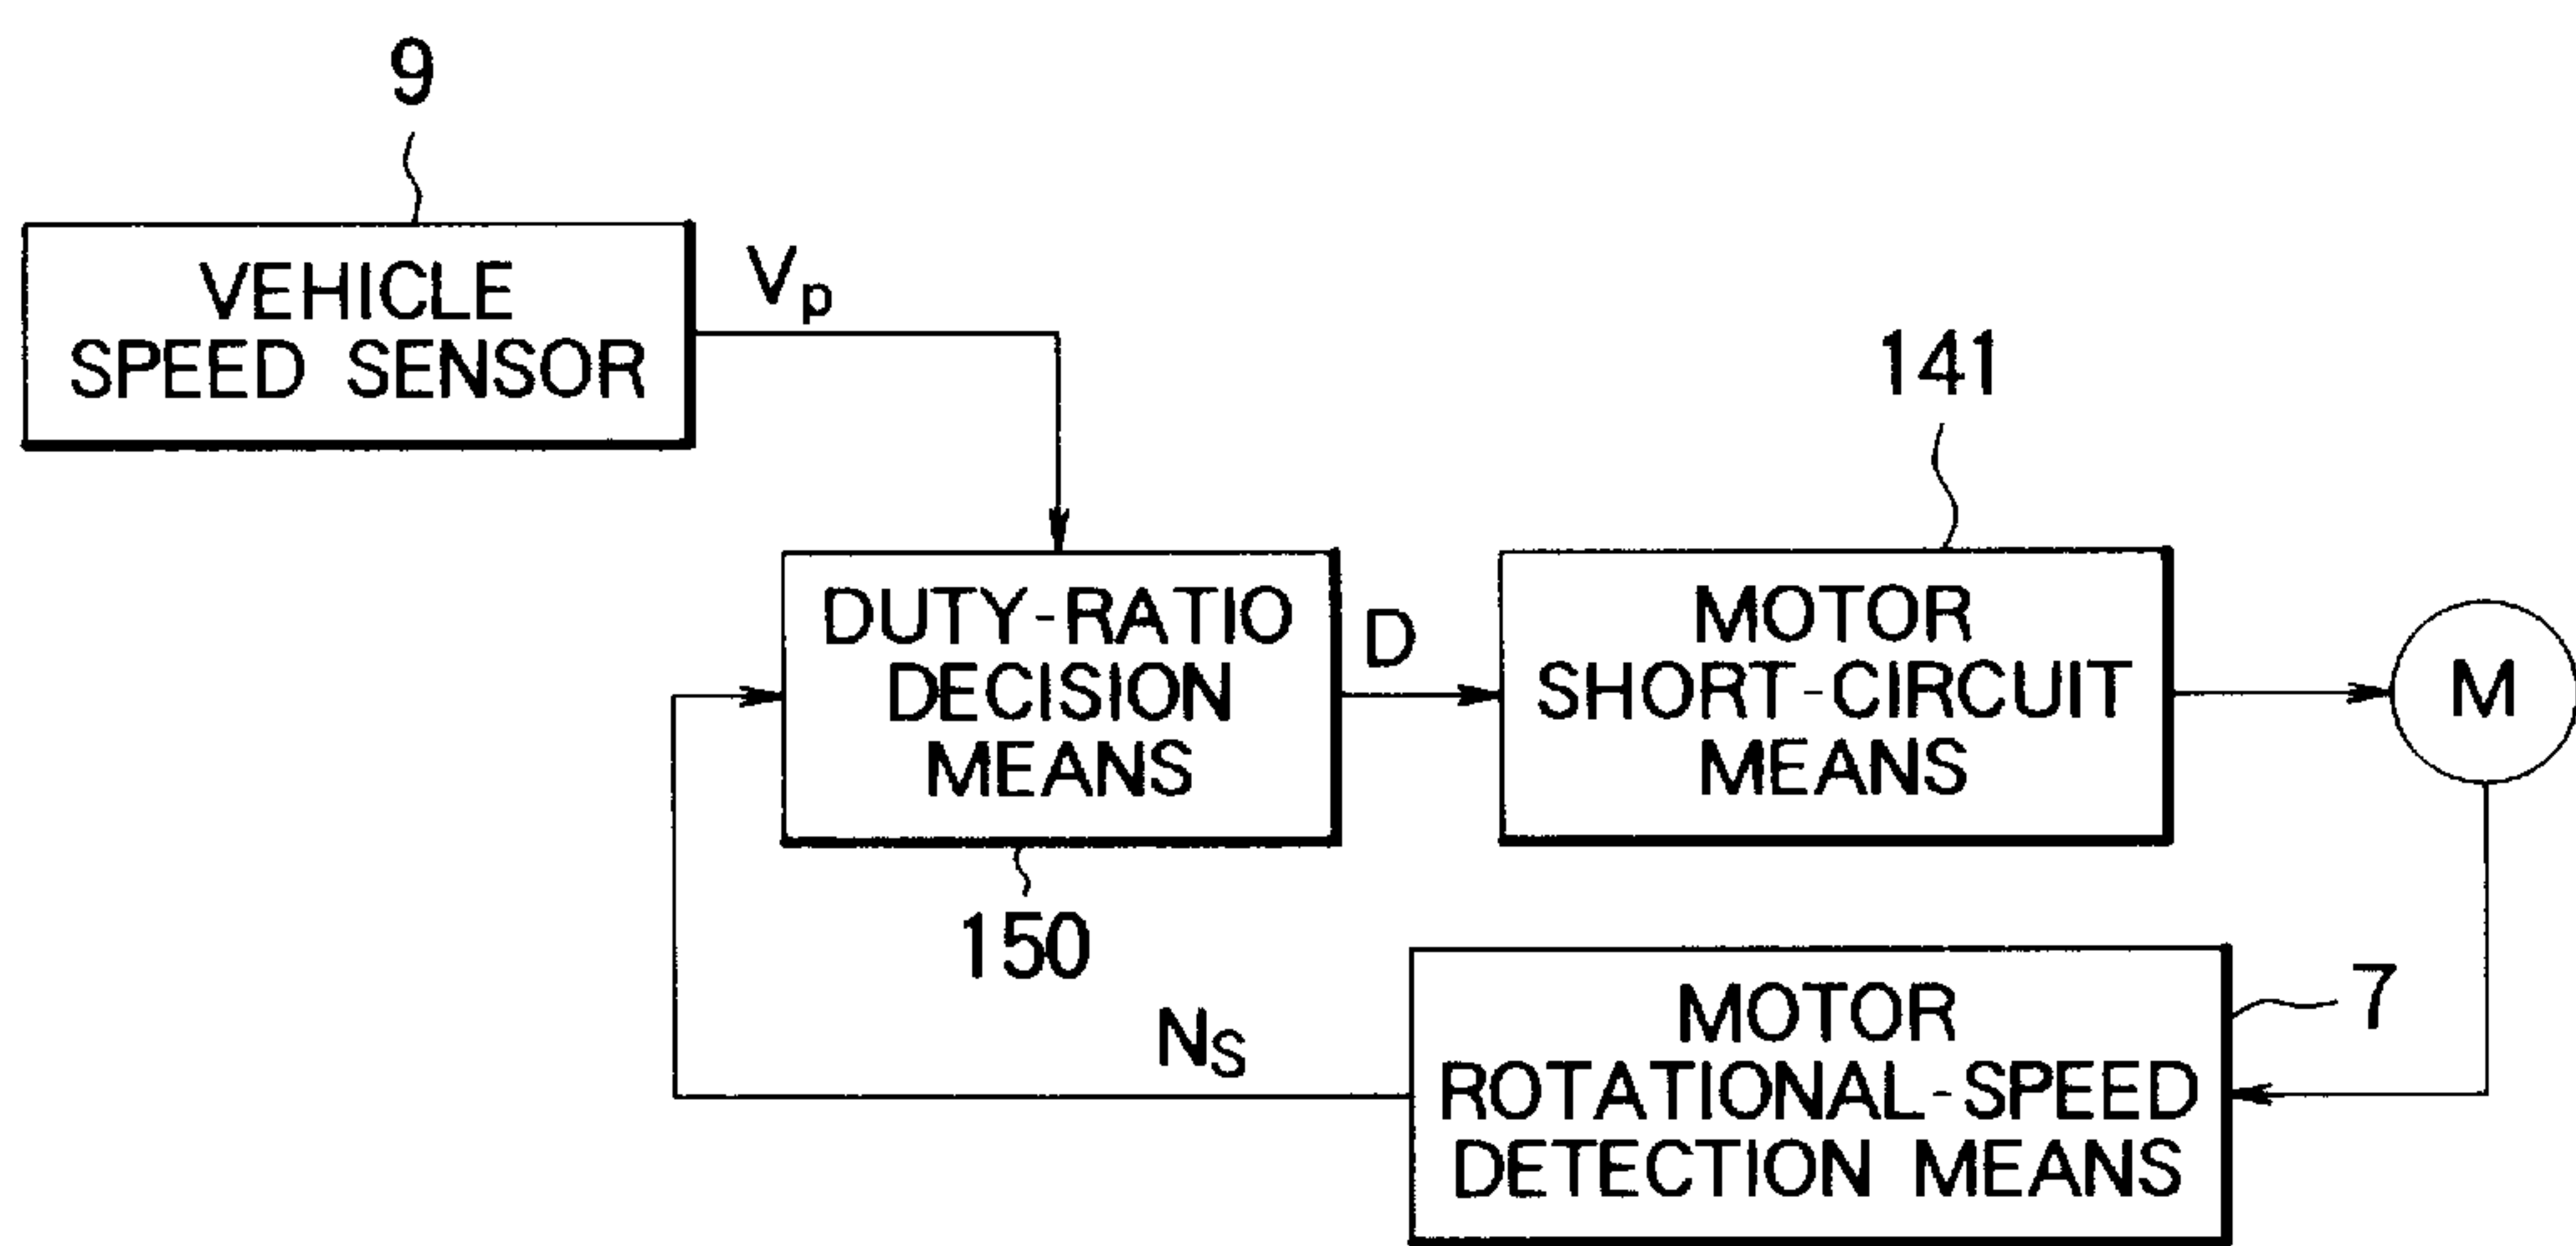 9
VEHICLE
SPEED SENSOR
Vp
141
DUTY-RATIO
DECISION
MEANS
D
MOTOR
SHORT-CIRCUIT
MEANS
M
150
7
NS
MOTOR
ROTATIONAL-SPEED
DETECTION MEANS